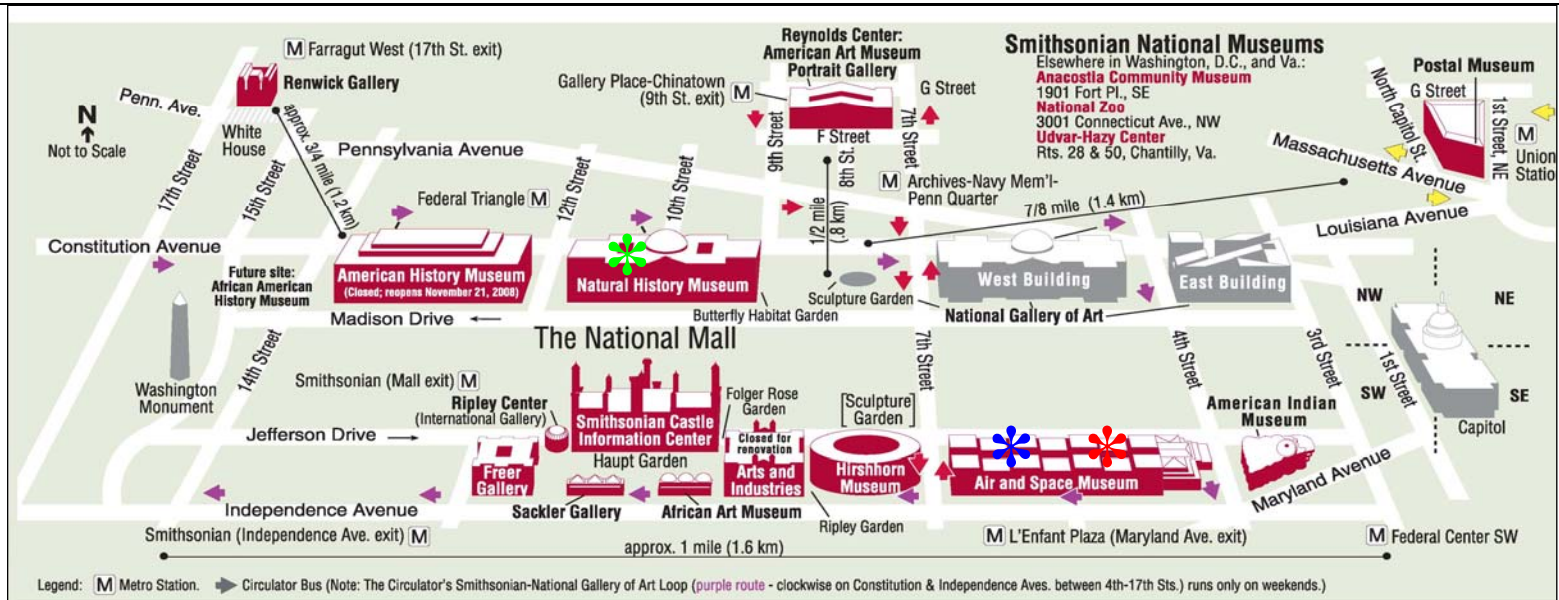 M Farragut West (17th St. exit)
Renwick Gallery
Penn. Ave.
N
Not to Scale
White
House
approx. 3/4 mile (1.2 km)
17th Street
15th Street
Pennsylvania Avenue
Reynolds Center:
American Art Museum
Portrait Gallery
Gallery Place-Chinatown M
(9th St. exit)
G Street
F Street
9th Street
8th St.
7th Street
Smithsonian National Museums
Elsewhere in Washington, D.C., and Va.:
Anacostia Community Museum
1901 Fort Pl., SE
National Zoo
3001 Connecticut Ave., NW
Udvar-Hazy Center
Rts. 28 & 50, Chantilly, Va.
Postal Museum
G Street
North Capitol St.
1st Street, NE
M
Union
Statio
Massachusetts Avenue
Louisiana Avenue
M Archives-Navy Mem'l-
Penn Quarter
7/8 mile (1.4 km)
1/2 mile
(.8 km)
Federal Triangle M
12th Street
10th Street
Constitution Avenue
Future site:
African American
History Museum
American History Museum
(Closed; reopens November 21, 2008)
Natural History Museum
Butterfly Habitat Garden
Sculpture Garden
West Building
East Building
National Gallery of Art
Madison Drive
The National Mall
14th Street
Washington
Monument
7th Street
4th Street
3rd Street
1st Street
NW
NE
SW
SE
Capitol
Smithsonian (Mall exit) M
Ripley Center
(International Gallery)
Jefferson Drive
Smithsonian Castle
Information Center
Folger Rose
Garden
[Sculpture
Garden]
American Indian
Museum
Freer
Gallery
Haupt Garden
Closed for
renovation
Arts and
Industries
Hirshhorn
Museum
Air and Space Museum
Maryland Avenue
Independence Avenue
Sackler Gallery
African Art Museum
Ripley Garden
Smithsonian (Independence Ave. exit) M
M L'Enfant Plaza (Maryland Ave. exit)
M Federal Center SW
approx. 1 mile (1.6 km)
Legend: M Metro Station. Circulator Bus (Note: The Circulator's Smithsonian-National Gallery of Art Loop (purple route - clockwise on Constitution & Independence Aves. between 4th-17th Sts.) runs only on weekends.)